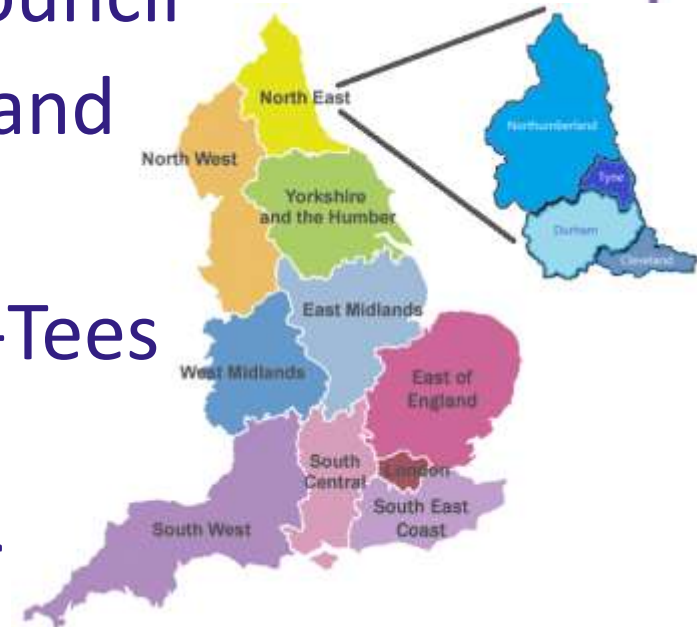 ouncil
and
-Tees
North East
North West
Yorkshire
and the Humber
East Midlands
West Midlands
East of
England
South
Central
London
South East
Coast
South West
Northumberland
Tyne
Durham
Cleveland